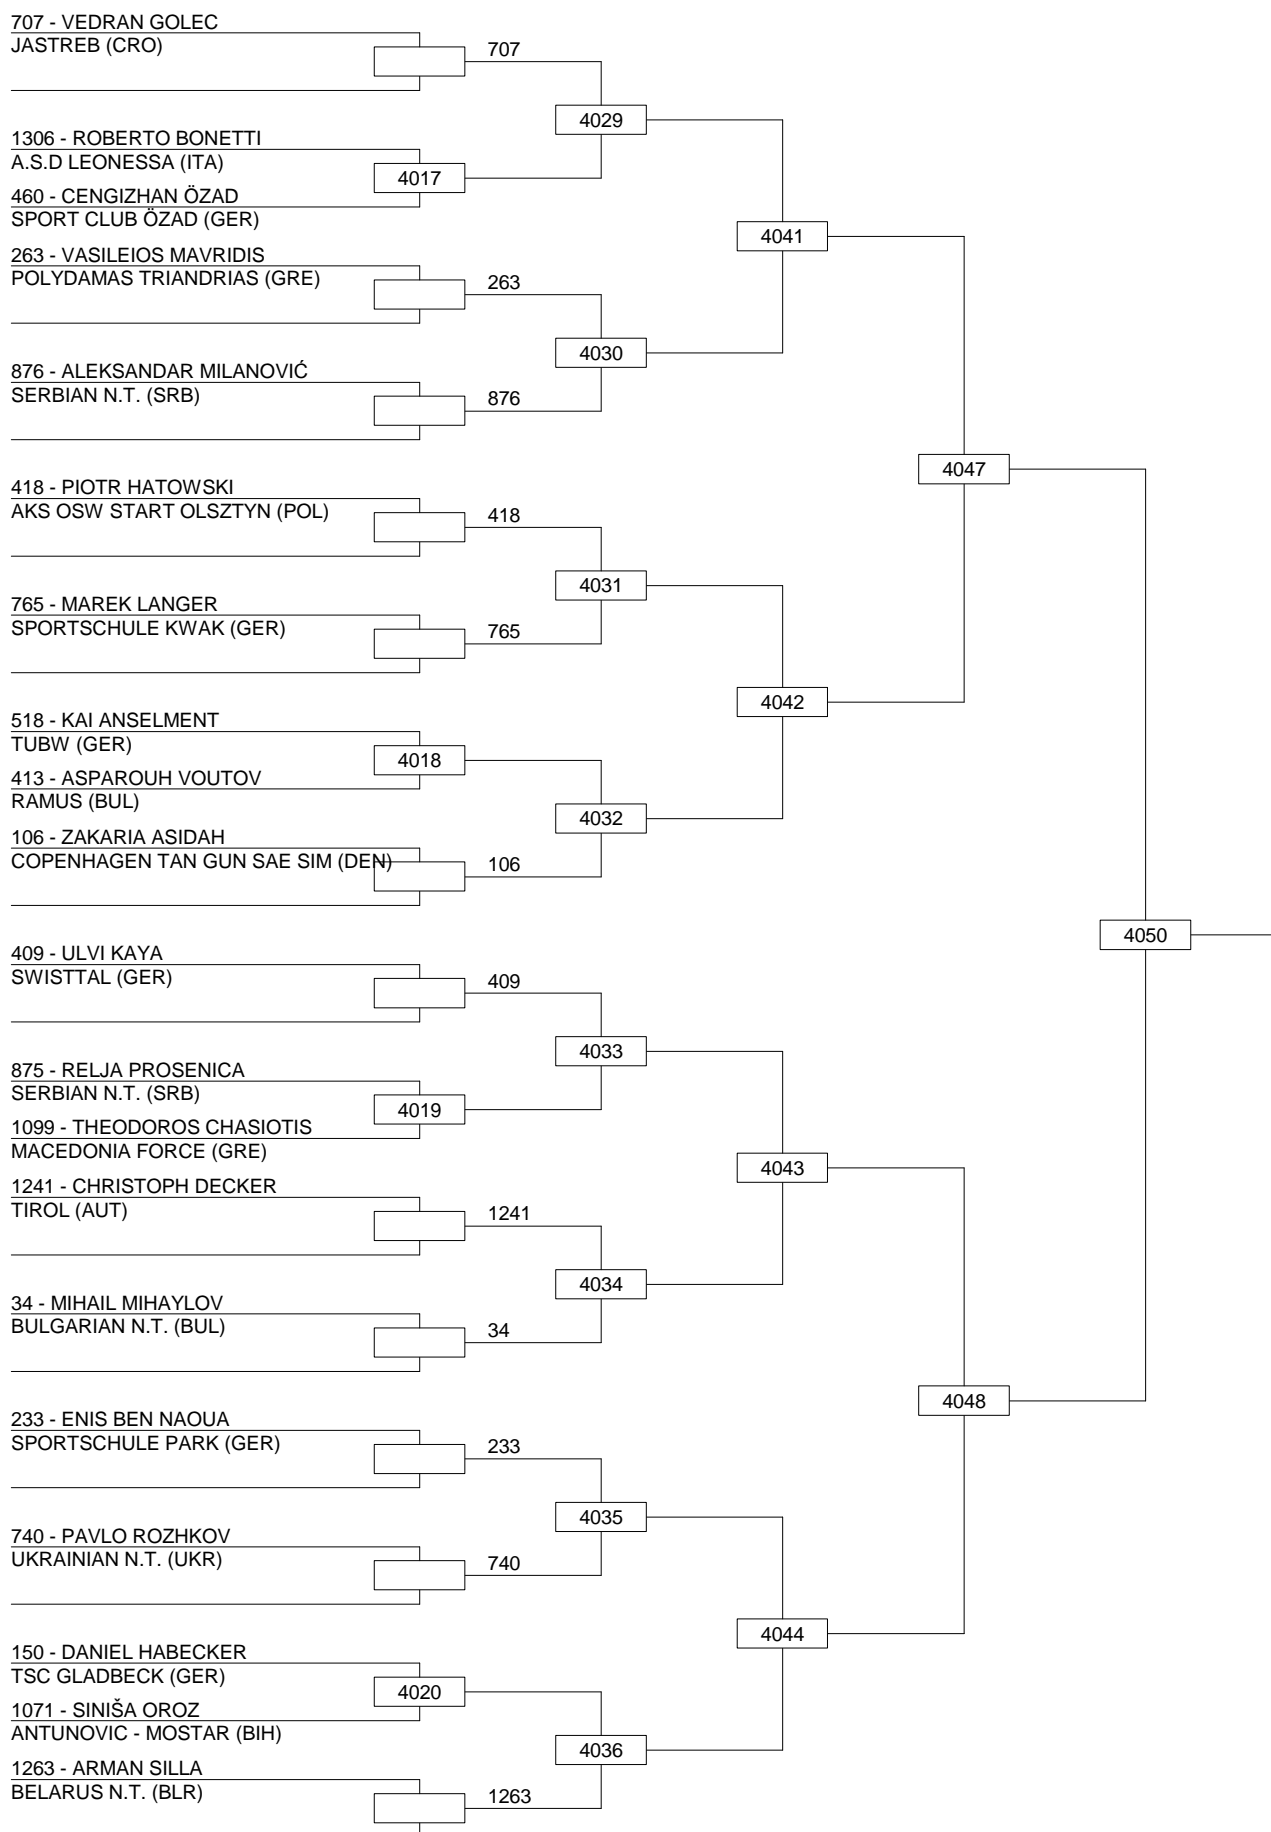 707 - VEDRAN GOLEC
JASTREB (CRO)
707
4029
1306 - ROBERTO BONETTI
A.S.D LEONESSA (ITA)
4017
460 - CENGIZHAN ÖZAD
SPORT CLUB ÖZAD (GER)
4041
263 - VASILEIOS MAVRIDIS
POLYDAMAS TRIANDRIAS (GRE)
263
4030
876 - ALEKSANDAR MILANOVIĆ
SERBIAN N.T. (SRB)
876
4047
418 - PIOTR HATOWSKI
AKS OSW START OLSZTYN (POL)
418
4031
765 - MAREK LANGER
SPORTSCHULE KWAK (GER)
765
4042
518 - KAI ANSELMENT
TUBW (GER)
4018
413 - ASPAROUH VOUTOV
RAMUS (BUL)
4032
106 - ZAKARIA ASIDAH
COPENHAGEN TAN GUN SAE SIM (DEN)
106
4050
409 - ULVI KAYA
SWISTTAL (GER)
409
4033
875 - RELJA PROSENICA
SERBIAN N.T. (SRB)
4019
1099 - THEODOROS CHASIOTIS
MACEDONIA FORCE (GRE)
4043
1241 - CHRISTOPH DECKER
TIROL (AUT)
1241
4034
34 - MIHAIL MIHAYLOV
BULGARIAN N.T. (BUL)
34
4048
233 - ENIS BEN NAOUA
SPORTSCHULE PARK (GER)
233
4035
740 - PAVLO ROZHKOV
UKRAINIAN N.T. (UKR)
740
4044
150 - DANIEL HABECKER
TSC GLADBECK (GER)
4020
1071 - SINIŠA OROZ
ANTUNOVIC - MOSTAR (BIH)
4036
1263 - ARMAN SILLA
BELARUS N.T. (BLR)
1263